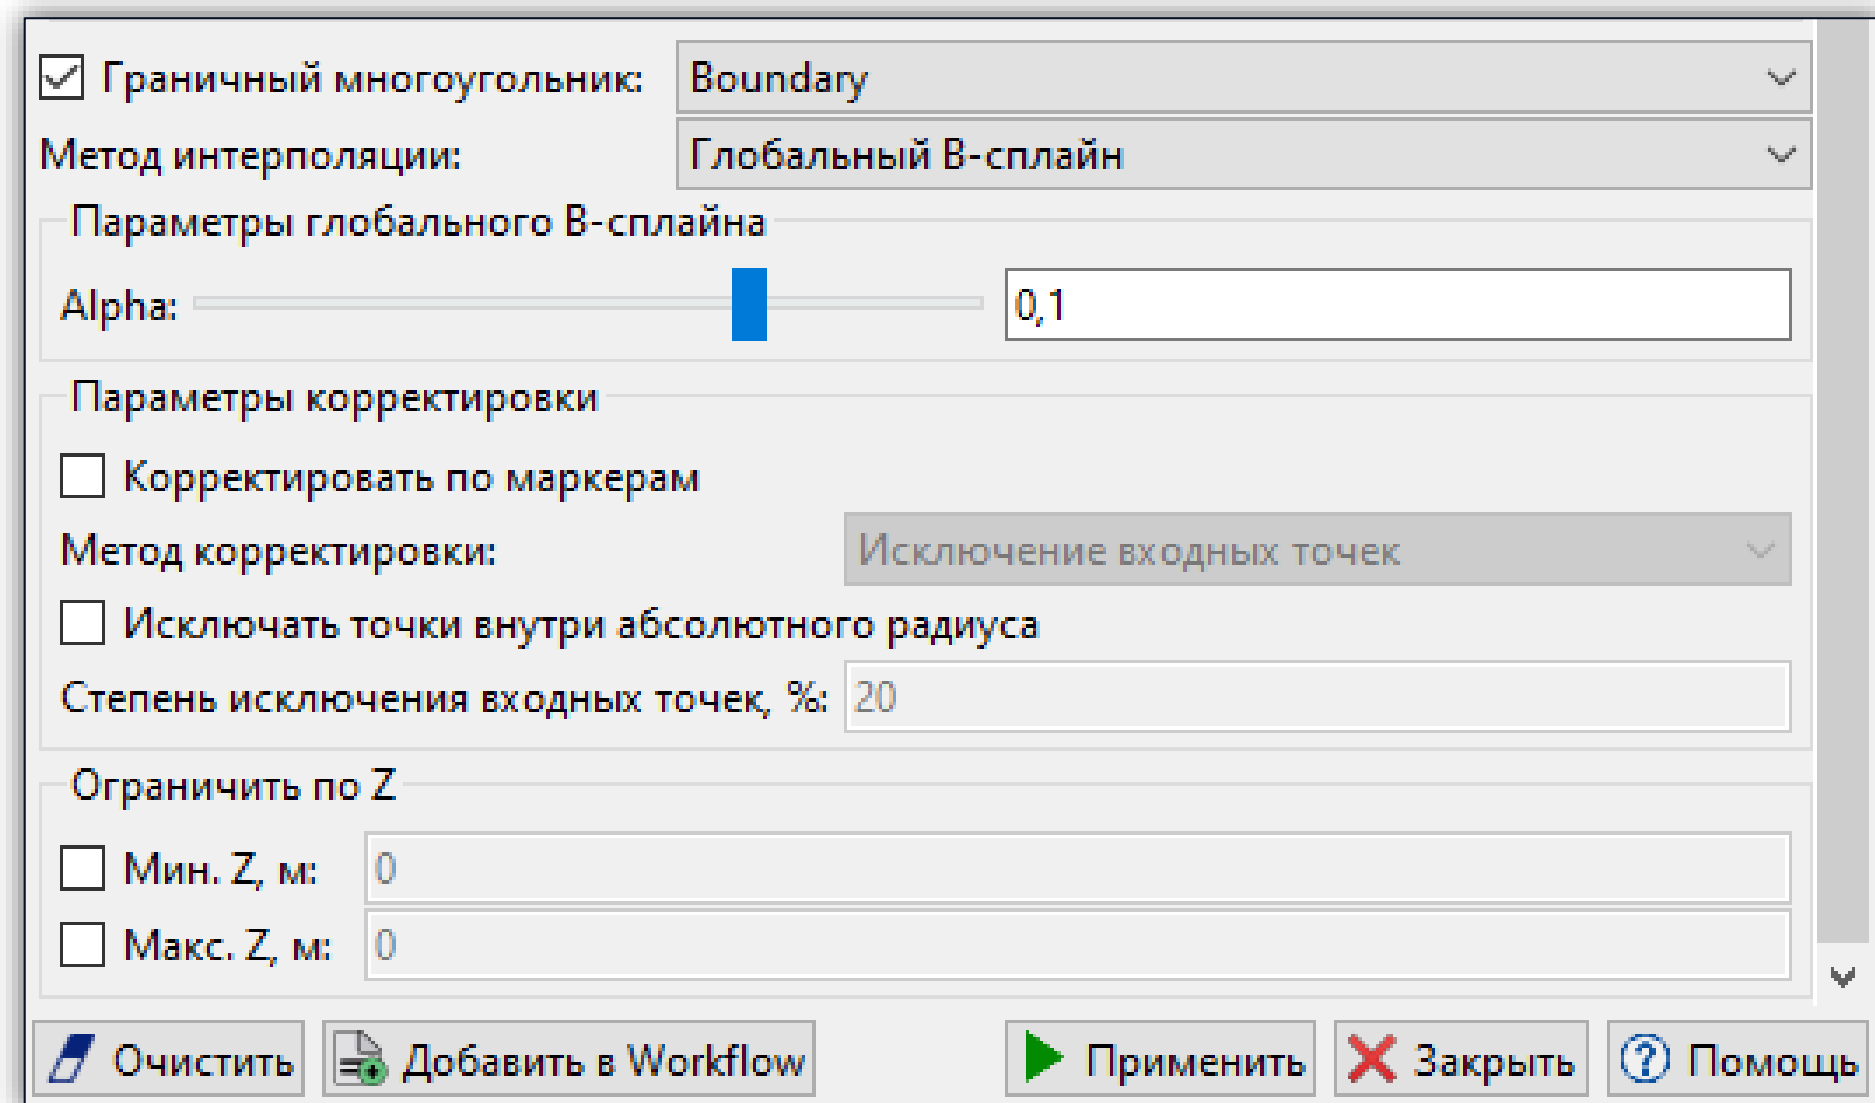 Граничный многоугольник: Boundary
Метод интерполяции: Глобальный В-сплайн
Параметры глобального В-сплайна
Alpha: 0,1
Параметры корректировки
Корректировать по маркерам
Метод корректировки: Исключение входных точек
Исключать точки внутри абсолютного радиуса
Степень исключения входных точек, %: 20
Ограничить по Z
Мин. Z, м: 0
Макс. Z, м: 0
Очистить Добавить в Workflow Применить Закрыть Помощь